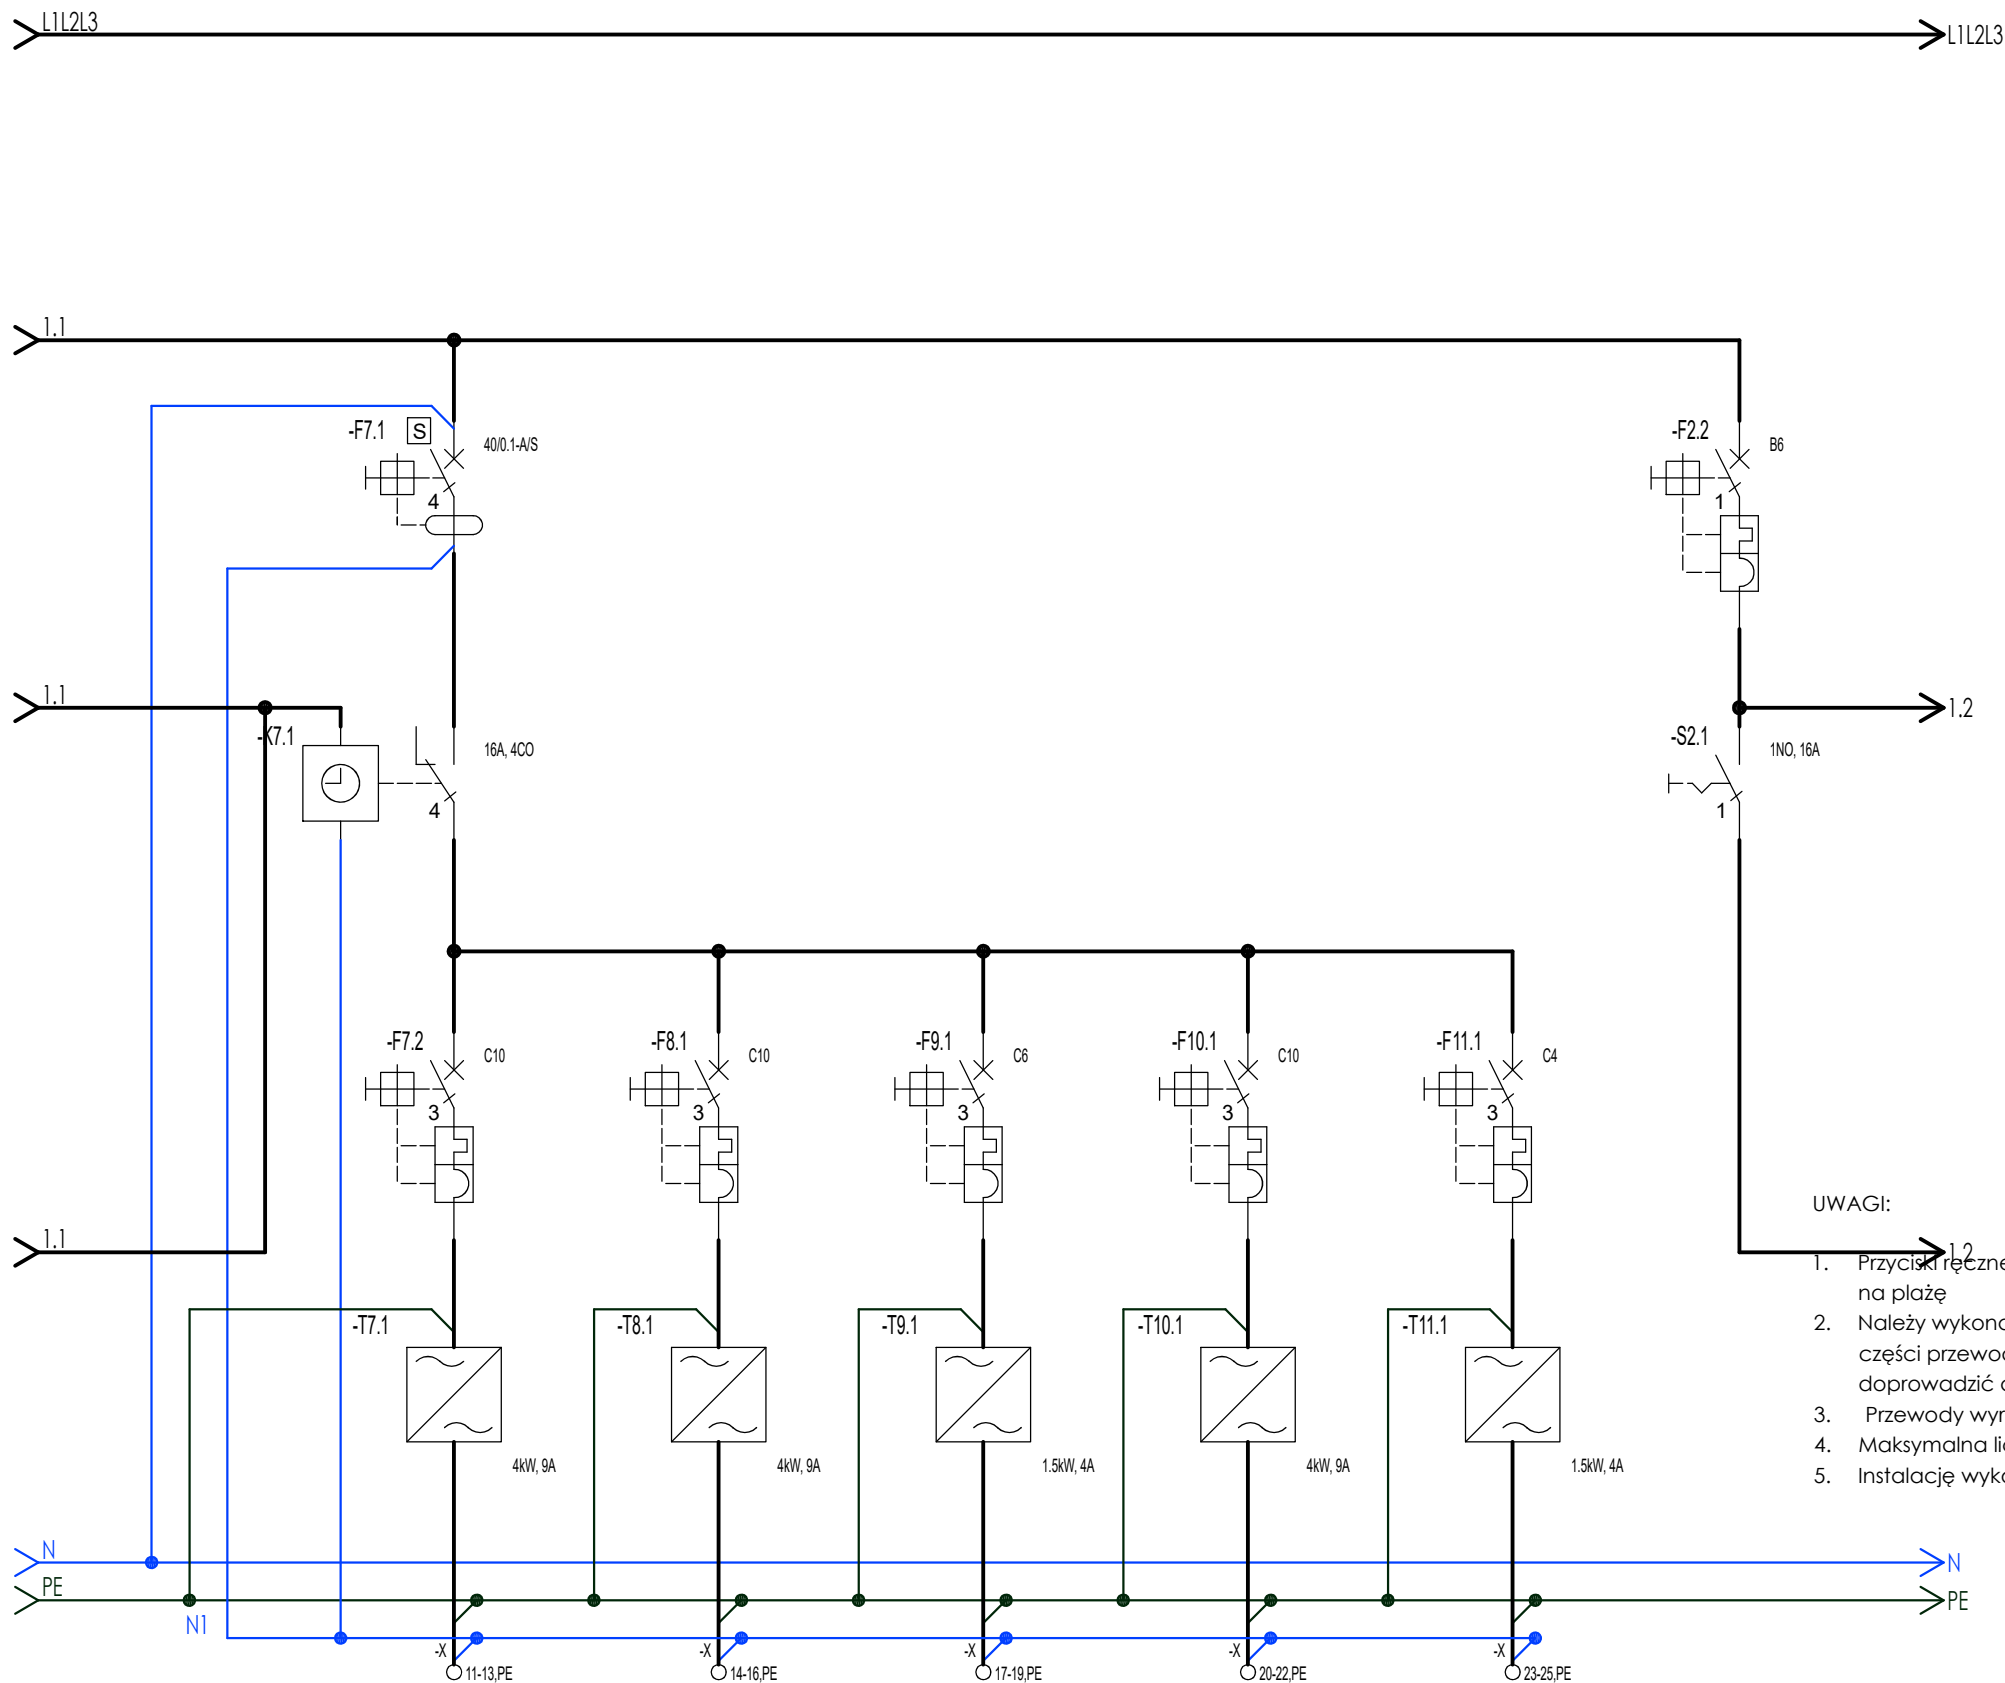 L1L2L3
L1L2L3
1.1
-F7.1
S
40/0.1-A/S
4
-F2.2
B6
1
1.1
1.2
-K7.1
16A, 4CO
4
-S2.1
1NO, 16A
1
-F7.2
C10
3
-F8.1
C10
3
-F9.1
C6
3
-F10.1
C10
3
-F11.1
C4
3
UWAGI:
1.1
1.2
1. Przyciski ręczne
na plażę
2. Należy wykona
części przewod
doprowadzić
3. Przewody wyr
4. Maksymalna li
5. Instalację wyko
-T7.1
4kW, 9A
-T8.1
4kW, 9A
-T9.1
1.5kW, 4A
-T10.1
4kW, 9A
-T11.1
1.5kW, 4A
N
N
PE
PE
N1
-X
11-13,PE
-X
14-16,PE
-X
17-19,PE
-X
20-22,PE
-X
23-25,PE